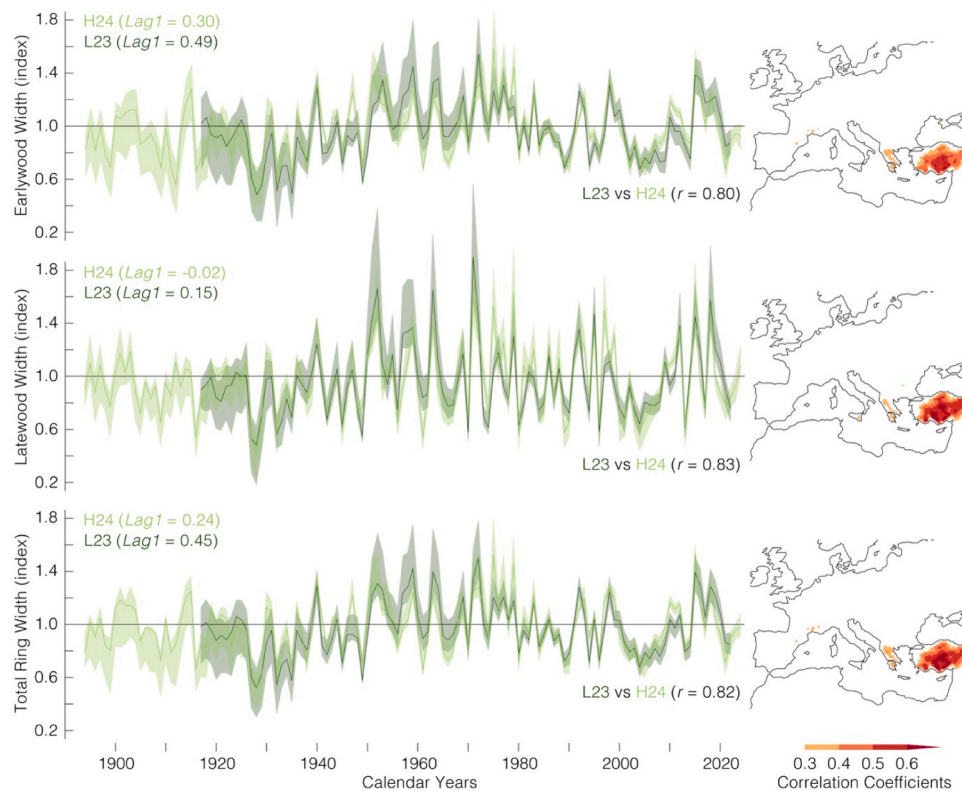 1.8
H24 (Lag1 = 0.30)
L23 (Lag1 = 0.49)
1.4
1.0
0.6
0.2
Earlywood Width (index)
L23 vs H24 (r = 0.80)
H24 (Lag1 = -0.02)
L23 (Lag1 = 0.15)
1.8
1.4
1.0
0.6
0.2
Latewood Width (index)
L23 vs H24 (r = 0.83)
H24 (Lag1 = 0.24)
L23 (Lag1 = 0.45)
1.8
1.4
1.0
0.6
0.2
Total Ring Width (index)
L23 vs H24 (r = 0.82)
1900 1920 1940 1960 1980 2000 2020
Calendar Years
0.3 0.4 0.5 0.6
Correlation Coefficients